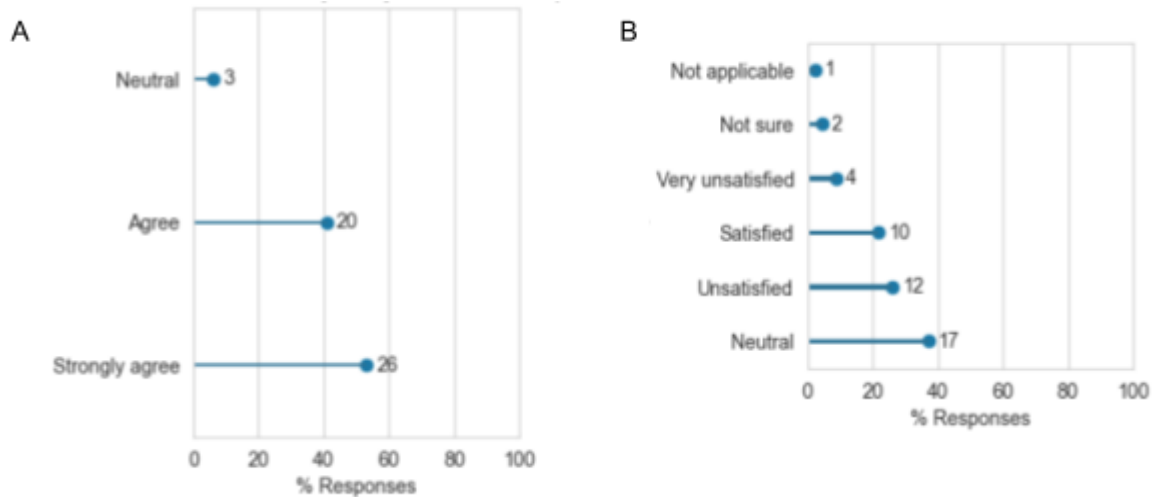 A
Neutral 3
Agree 20
Strongly agree 26
0 20 40 60 80 100
% Responses
B
Not applicable 1
Not sure 2
Very unsatisfied 4
Satisfied 10
Unsatisfied 12
Neutral 17
0 20 40 60 80 100
% Responses